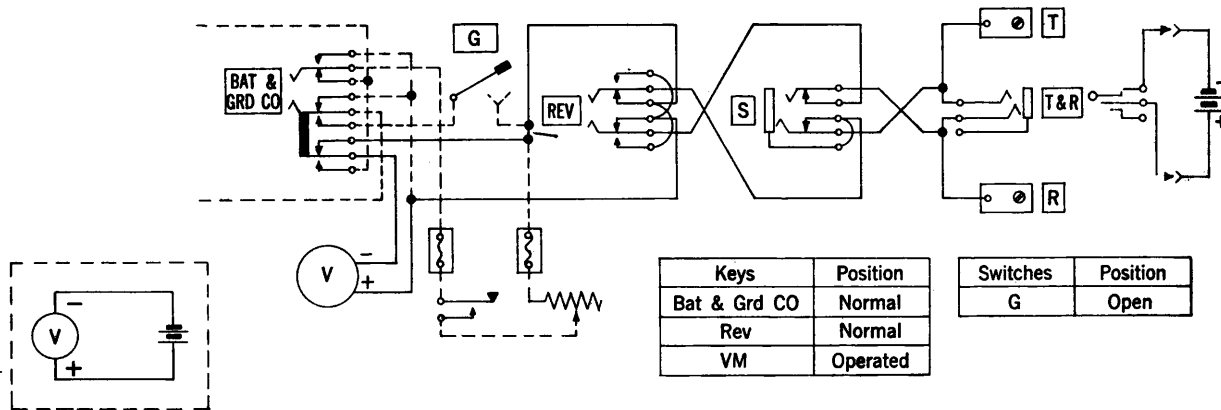 G
T
BAT &
GRD CO
REV
S
T & R
-
+
R
V
-
+
V
-
+
Keys Position
Bat & Grd CO Normal
Rev Normal
VM Operated
Switches Position
G Open